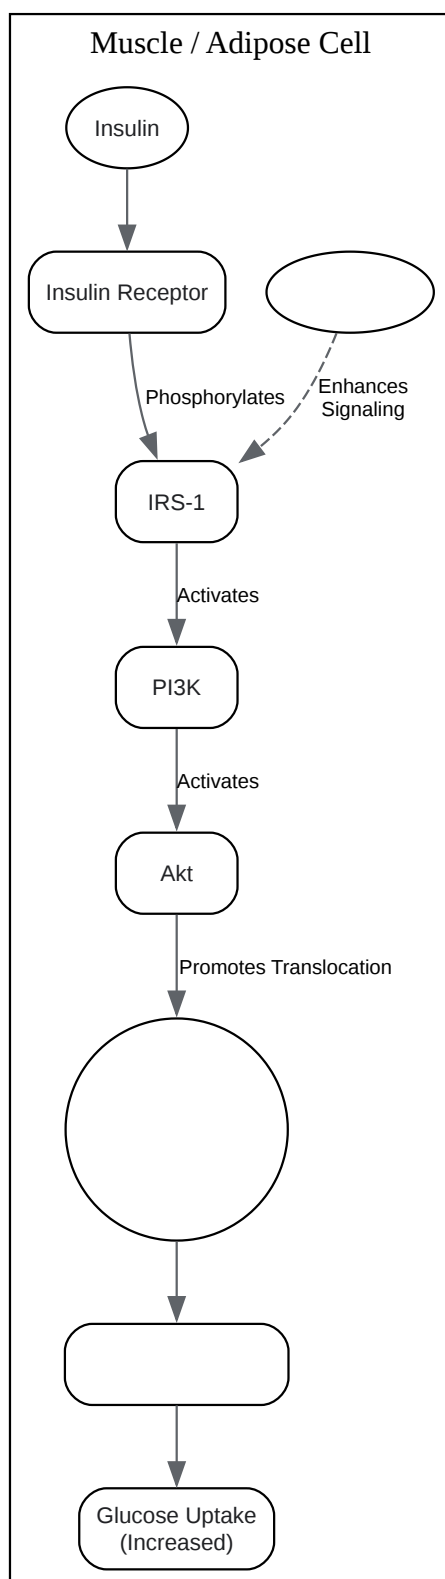 Muscle / Adipose Cell
Insulin
Insulin Receptor
Phosphorylates
Enhances
Signaling
IRS-1
Activates
PI3K
Activates
Akt
Promotes Translocation
Glucose Uptake
(Increased)